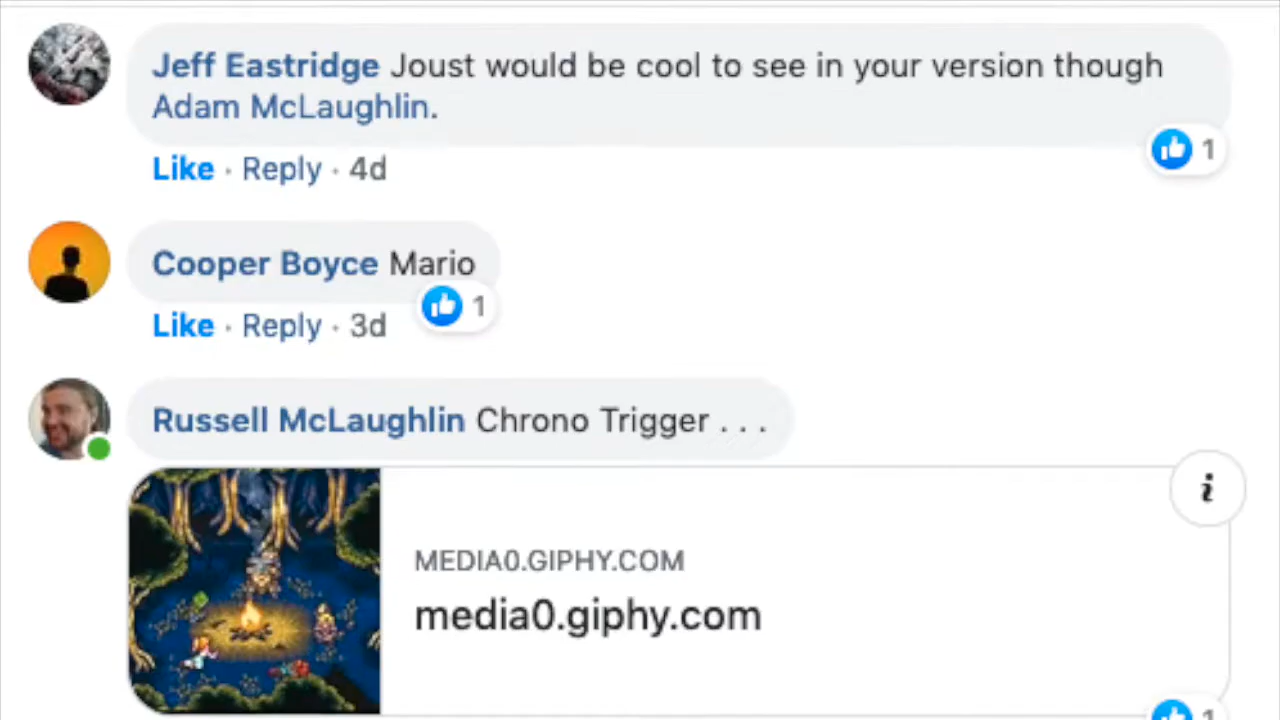 Jeff Eastridge Joust would be cool to see in your version though
Adam McLaughlin.
1
Like · Reply · 4d
Cooper Boyce Mario
1
Like · Reply · 3d
Russell McLaughlin Chrono Trigger . . .
i
MEDIA0.GIPHY.COM
media0.giphy.com
1